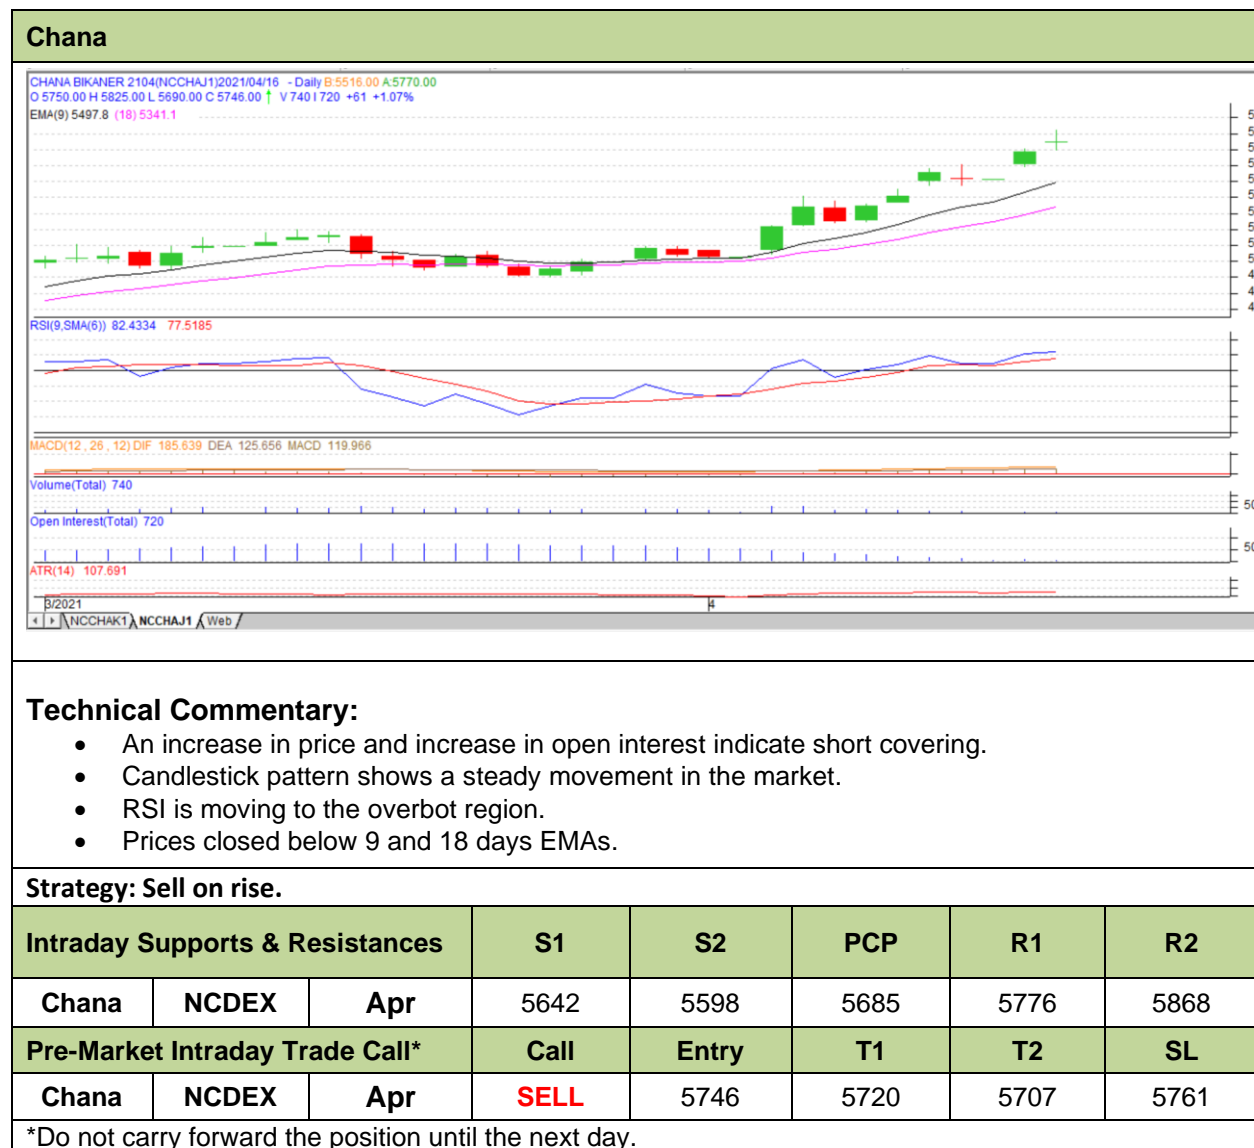 Chana
CHANA BIKANER 2104(NCCHAJ1)2021/04/16 - Daily B:5516.00 A:5770.00
O 5750.00 H 5825.00 L 5690.00 C 5746.00 ↑ V 740 I 720 +61 +1.07%
EMA(9) 5497.8 (18) 5341.1
RSI(9,SMA(6)) 82.4334 77.5185
MACD(12 , 26 , 12) DIF 185.639 DEA 125.656 MACD 119.966
Volume(Total) 740
Open Interest(Total) 720
ATR(14) 107.691
3/2021 4
NCCHAK1 NCCHAJ1 Web
Technical Commentary:
• An increase in price and increase in open interest indicate short covering.
• Candlestick pattern shows a steady movement in the market.
• RSI is moving to the overbot region.
• Prices closed below 9 and 18 days EMAs.
Strategy: Sell on rise.
Intraday Supports & Resistances S1 S2 PCP R1 R2
Chana NCDEX Apr 5642 5598 5685 5776 5868
Pre-Market Intraday Trade Call* Call Entry T1 T2 SL
Chana NCDEX Apr SELL 5746 5720 5707 5761
*Do not carry forward the position until the next day.